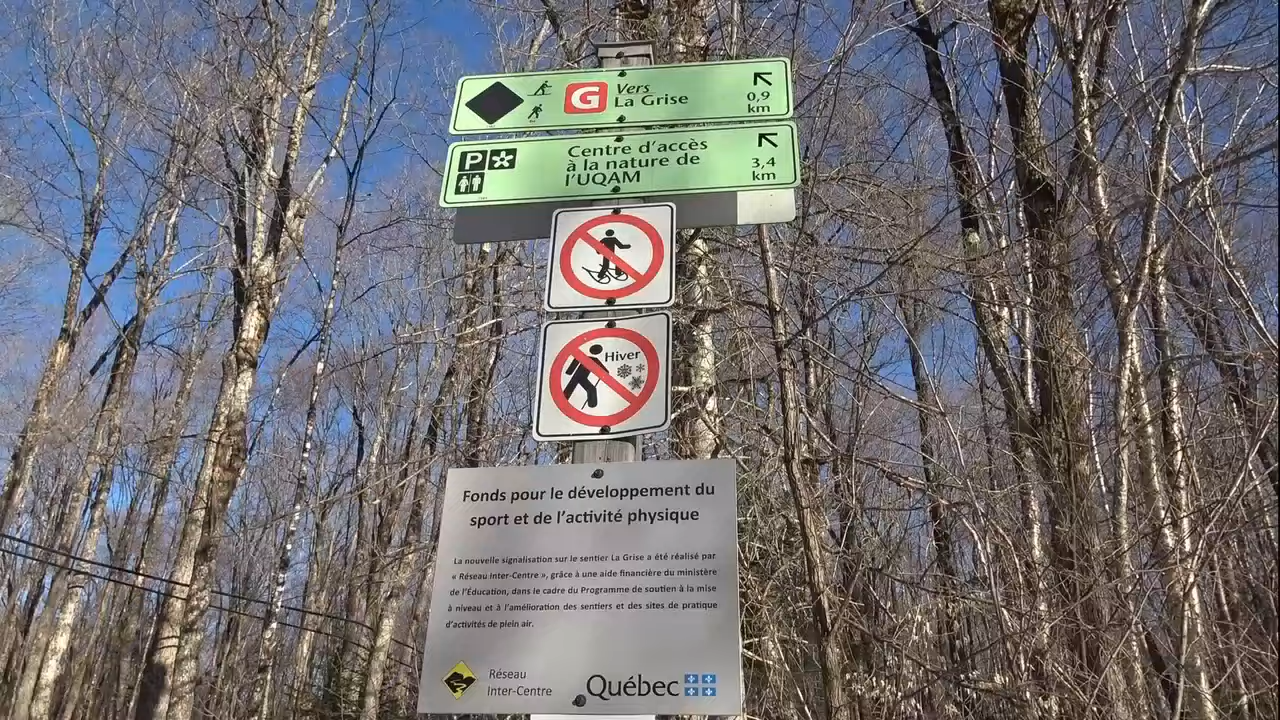 G Vers
La Grise
0,9
km
P
Centre d'accès
à la nature de
l'UQAM
3,4
km
Hiver
Fonds pour le développement du
sport et de l'activité physique
La nouvelle signalisation sur le sentier La Grise a été réalisé par
« Réseau Inter-Centre », grâce à une aide financière du ministère
de l'Éducation, dans le cadre du Programme de soutien à la mise
à niveau et à l'amélioration des sentiers et des sites de pratique
d'activités de plein air.
Réseau
Inter-Centre
Québec